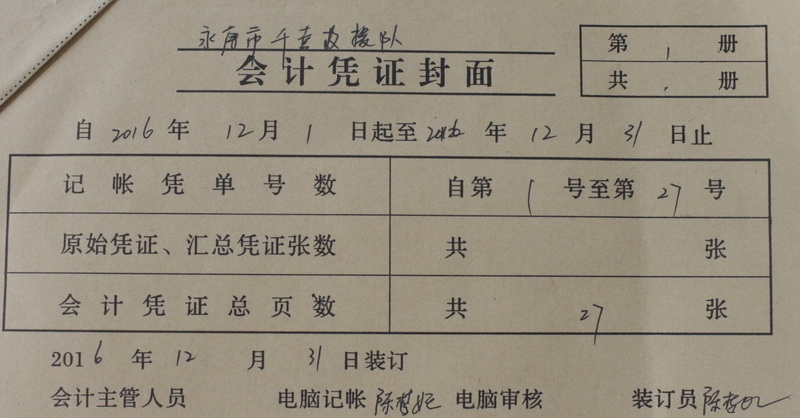 永康市千喜救援队
会计凭证封面
第 1 册
共 册
自 2016 年 12 月 1 日起至 2016 年 12 月 31 日止
记帐凭单号数 自第 1 号至第 27 号
原始凭证、汇总凭证张数 共 张
会计凭证总页数 共 27 张
2016 年 12 月 31 日装订
会计主管人员 电脑记帐 电脑审核 装订员